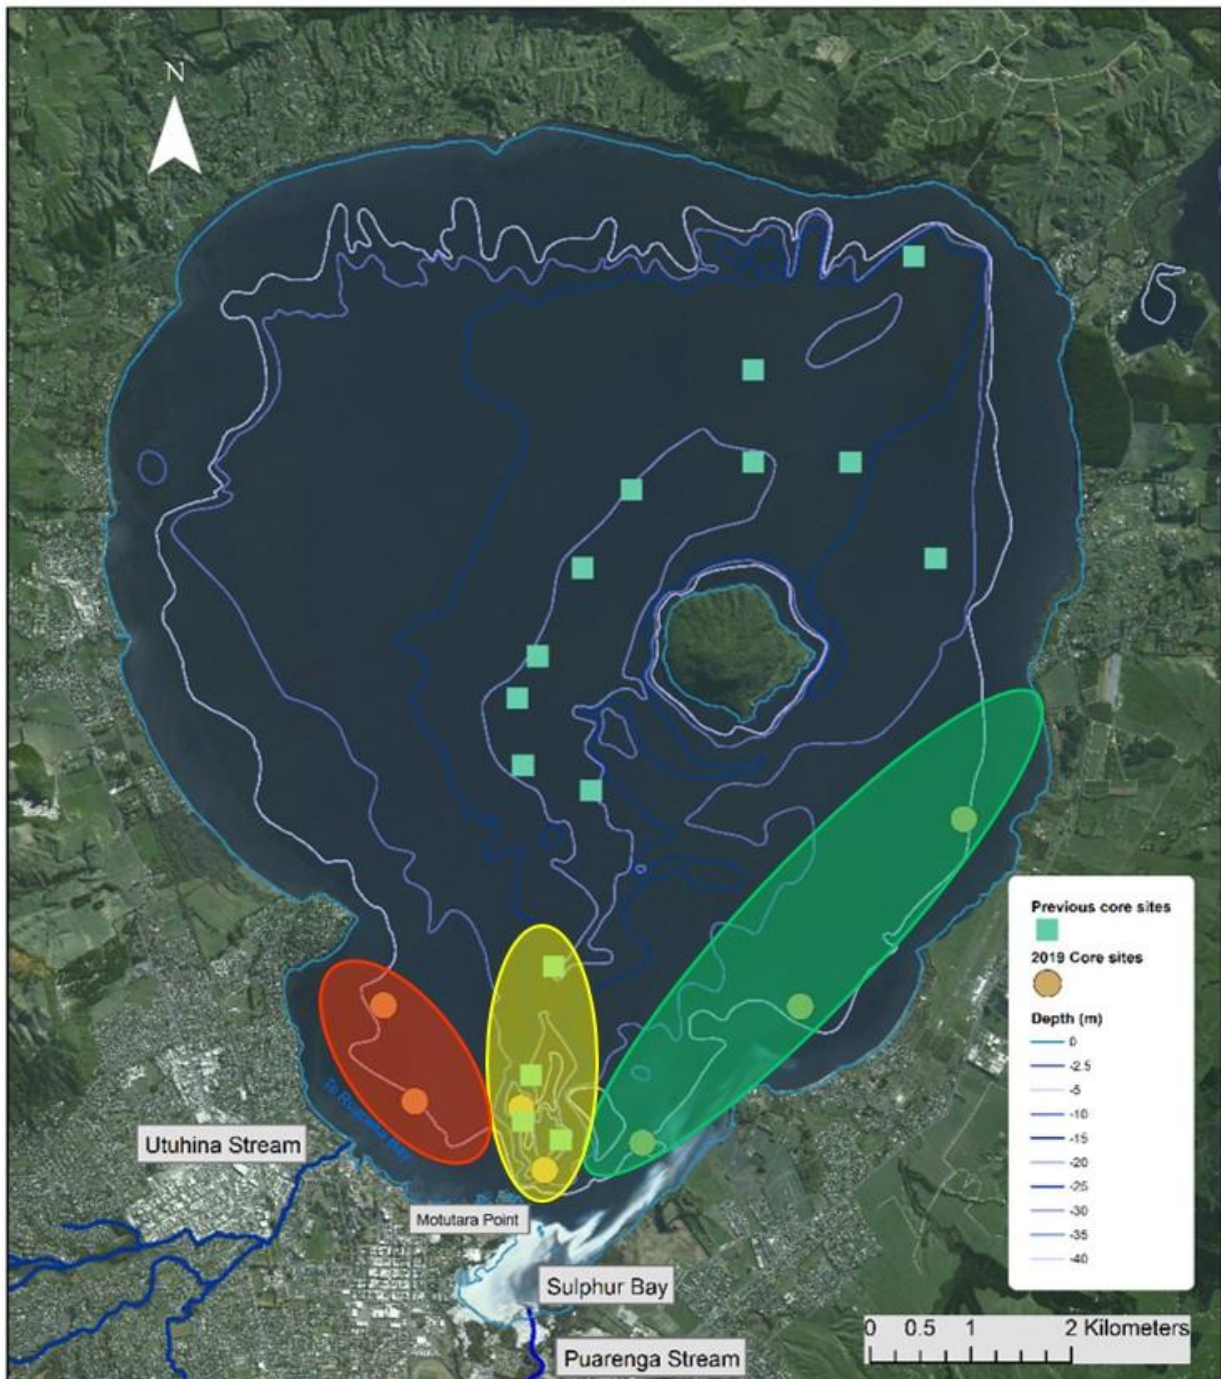 N
Previous core sites
2019 Core sites
Depth (m)
0
-2.5
-5
-10
-15
-20
-25
-30
-35
-40
Utuhina Stream
Motutara Point
Sulphur Bay
Puarenga Stream
0 0.5 1 2 Kilometers